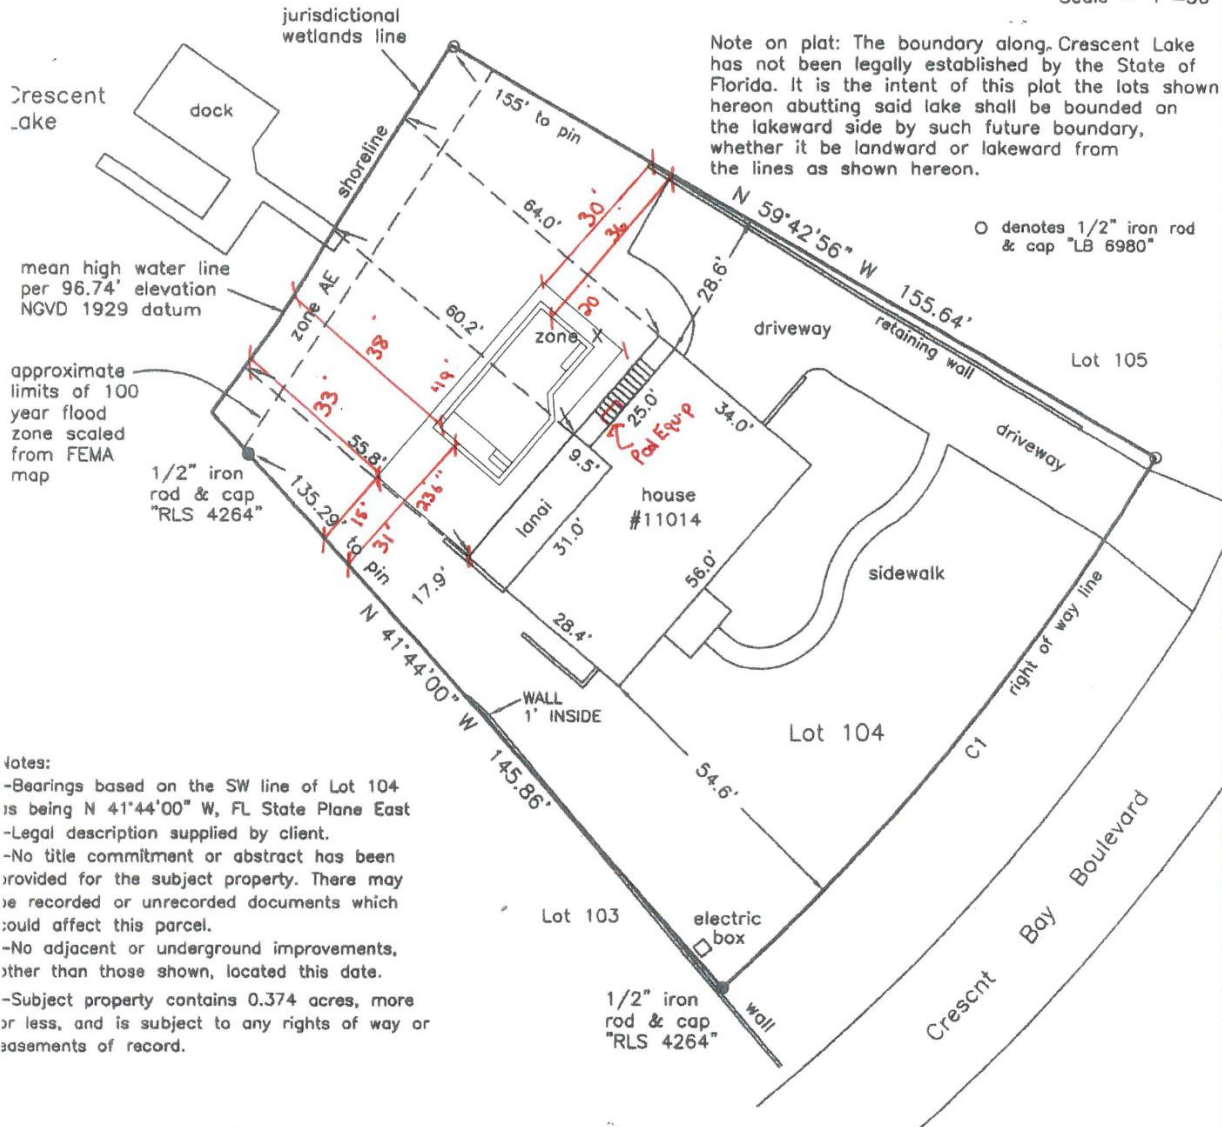 jurisdictional
wetlands line
Note on plat: The boundary along Crescent Lake
has not been legally established by the State of
Florida. It is the intent of this plat the lots shown
hereon abutting said lake shall be bounded on
the lakeward side by such future boundary,
whether it be landward or lakeward from
the lines as shown hereon.
Crescent
Lake
dock
155' to pin
shoreline
30'
36'
N 59°42'56" W
155.64'
O denotes 1/2" iron rod
& cap "LB 6980"
64.0'
28.6'
mean high water line
per 96.74' elevation
NGVD 1929 datum
zone AE
60.2'
20'
zone X
driveway
retaining wall
Lot 105
38'
approximate
limits of 100
year flood
zone scaled
from FEMA
map
33'
25.0'
34.0'
Pool Equip
driveway
55.8'
9.5'
1/2" iron
rod & cap
"RLS 4264"
135.29' to pin
15'
31'
236"
lanai
31.0'
house
#11014
56.0'
sidewalk
17.9'
28.4'
right of way line
N 41°44'00" W
145.86'
WALL
1' INSIDE
Lot 104
C1
54.6'
Notes:
-Bearings based on the SW line of Lot 104
as being N 41°44'00" W, FL State Plane East
-Legal description supplied by client.
-No title commitment or abstract has been
provided for the subject property. There may
be recorded or unrecorded documents which
could affect this parcel.
-No adjacent or underground improvements,
other than those shown, located this date.
-Subject property contains 0.374 acres, more
or less, and is subject to any rights of way or
easements of record.
Lot 103
electric
box
1/2" iron
rod & cap
"RLS 4264"
wall
Crescnt Bay Boulevard